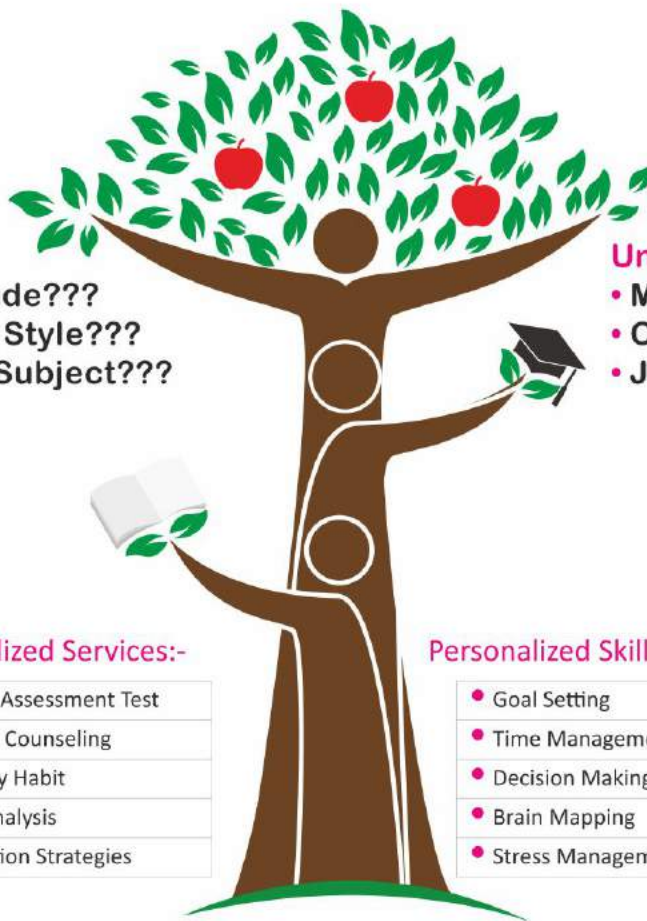 de???
Style???
Subject???
Un
• M
• J
lized Services:-
Assessment Test
Counseling
y Habit
nalysis
ion Strategies
Personalized Skill
• Goal Setting
• Time Manageme
• Decision Making
• Brain Mapping
• Stress Managem